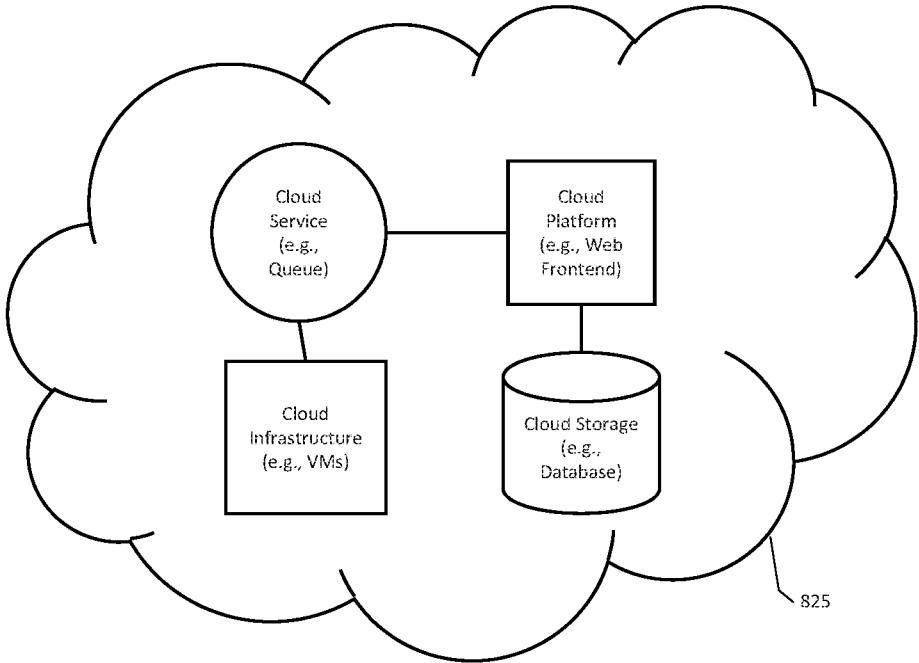 Cloud
Service
(e.g.,
Queue)
Cloud
Platform
(e.g., Web
Frontend)
Cloud
Infrastructure
(e.g., VMs)
Cloud Storage
(e.g.,
Database)
825